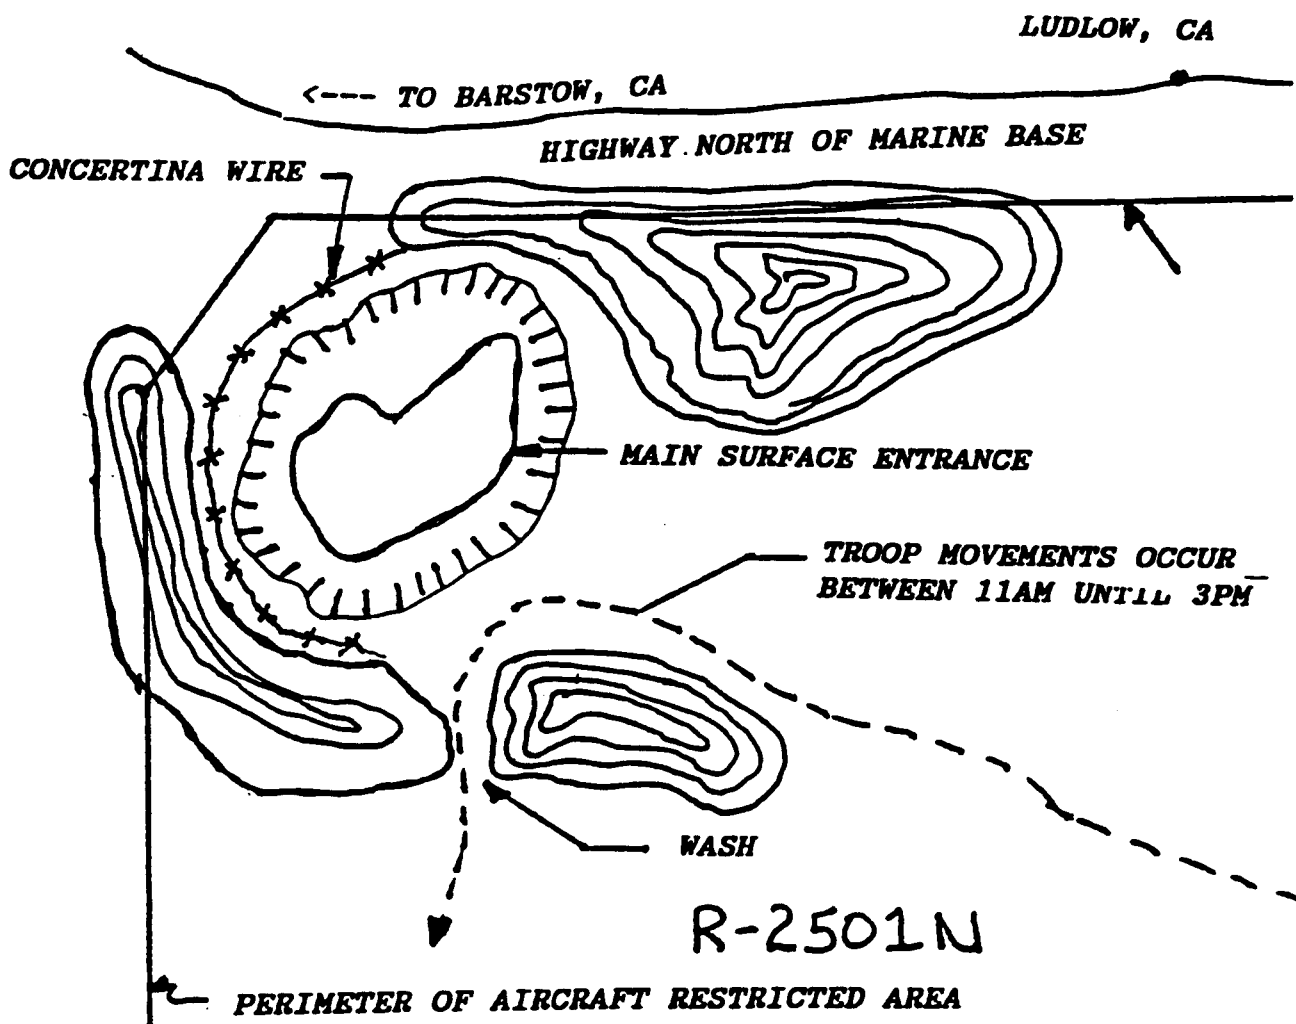 LUDLOW, CA
<--- TO BARSTOW, CA
HIGHWAY NORTH OF MARINE BASE
CONCERTINA WIRE
MAIN SURFACE ENTRANCE
TROOP MOVEMENTS OCCUR
BETWEEN 11AM UNTIL 3PM
WASH
R-2501N
PERIMETER OF AIRCRAFT RESTRICTED AREA